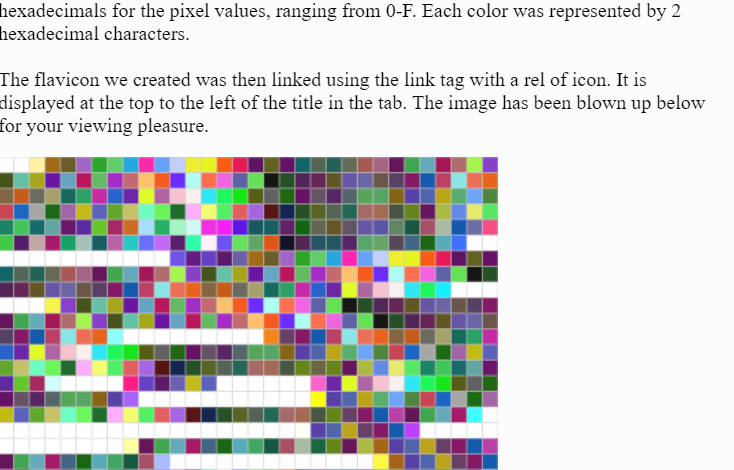 hexadecimals for the pixel values, ranging from 0-F. Each color was represented by 2
hexadecimal characters.
The flavicon we created was then linked using the link tag with a rel of icon. It is
displayed at the top to the left of the title in the tab. The image has been blown up below
for your viewing pleasure.